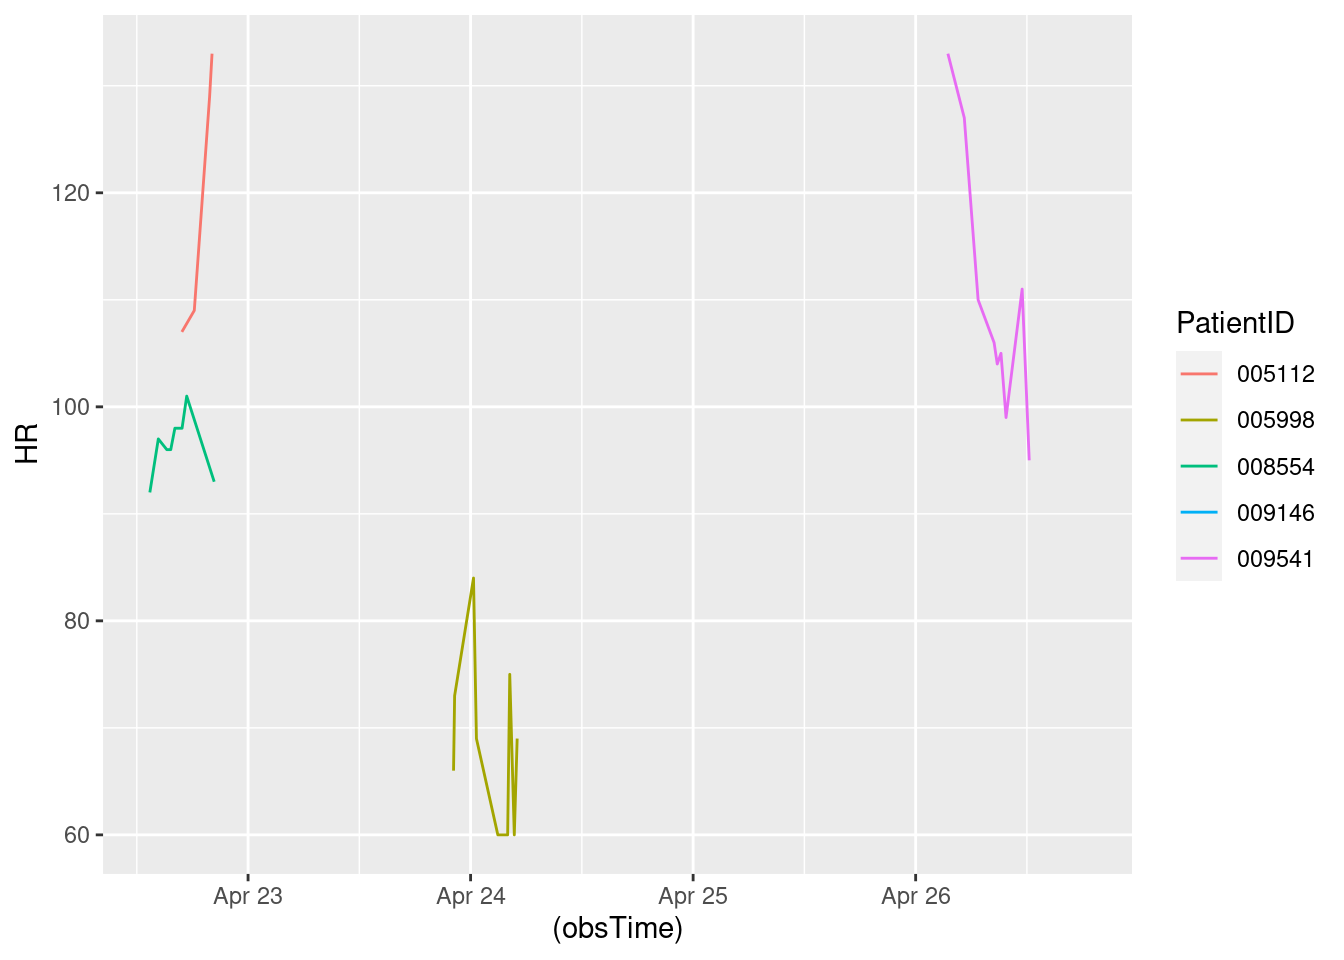 120
100
80
60
HR
Apr 23
Apr 24
Apr 25
Apr 26
(obsTime)
PatientID
005112
005998
008554
009146
009541